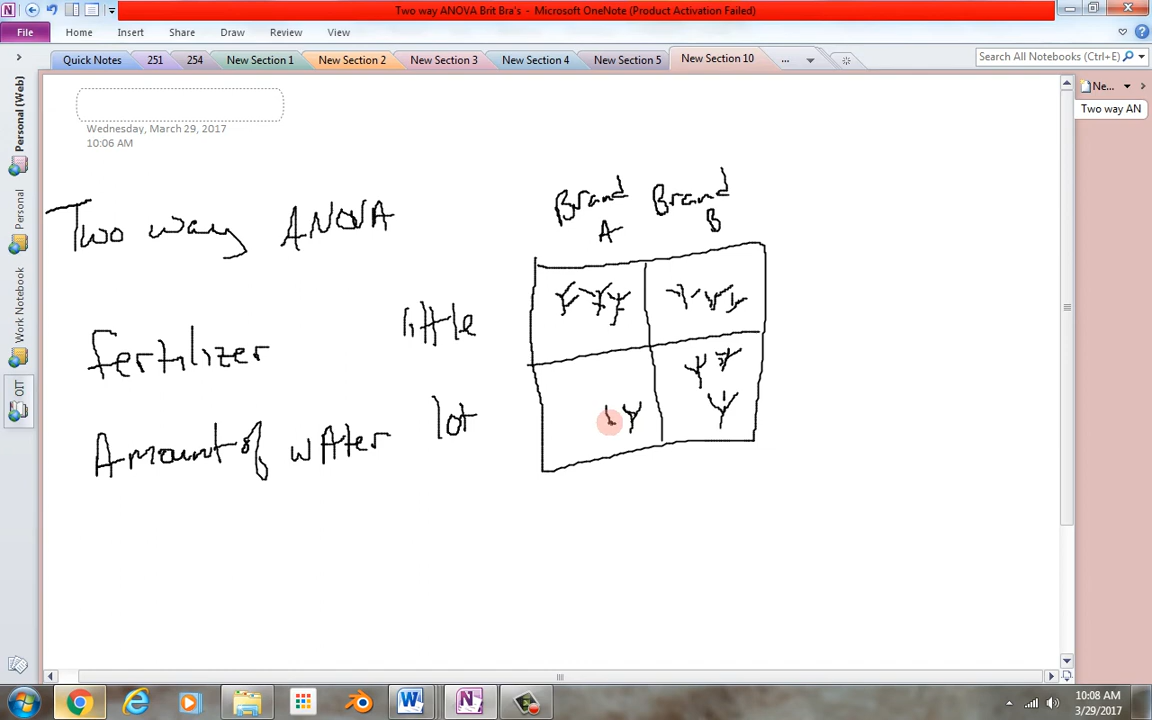 Two way ANOVA Brit Bra's - Microsoft OneNote (Product Activation Failed)
File Home Insert Share Draw Review View
Quick Notes 251 254 New Section 1 New Section 2 New Section 3 New Section 4 New Section 5 New Section 10 ... Search All Notebooks (Ctrl+E)
Ne...
Two way AN
Personal (Web)
Personal
Work Notebook
OIT
Wednesday, March 29, 2017
10:06 AM
Brand Brand
A B
Two way ANOVA
little
fertilizer
lot
Amount of wAter
10:08 AM
3/29/2017